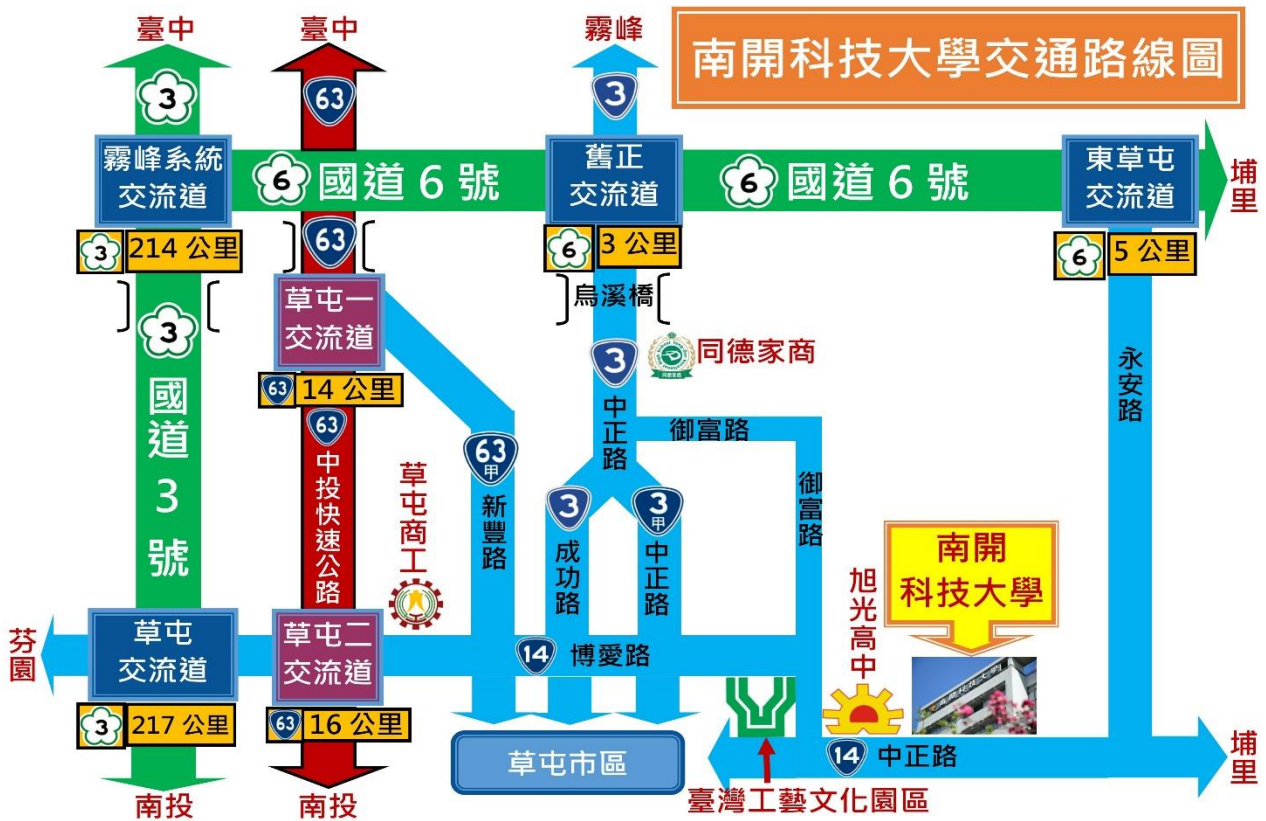 臺中
臺中
霧峰
南開科技大學交通路線圖
3
63
3
霧峰系統
交流道
6 國道 6 號
舊正
交流道
6 國道 6 號
東草屯
交流道
埔里
3 214 公里
63
6 3 公里
6 5 公里
烏溪橋
3
草屯一
交流道
63 14 公里
3
同德家商
國道3號
63
中投快速公路
草屯商工
63甲
新豐路
中正路
御富路
御富路
永安路
3
成功路
3甲
中正路
南開
科技大學
旭光高中
芬園
草屯
交流道
草屯二
交流道
14 博愛路
3 217 公里
63 16 公里
草屯市區
14 中正路
埔里
南投
南投
臺灣工藝文化園區